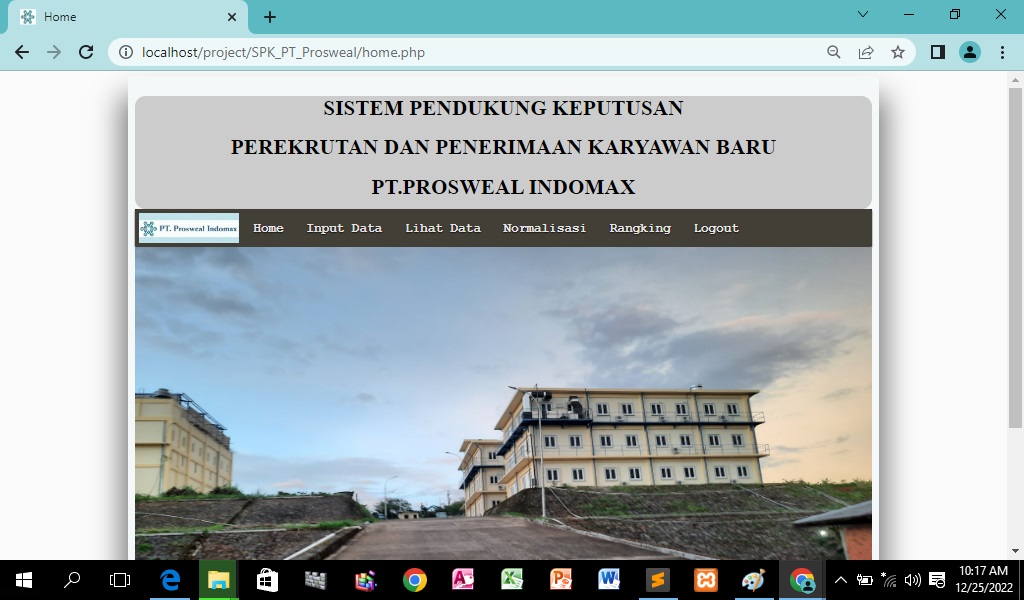 Home
localhost/project/SPK_PT_Prosweal/home.php
SISTEM PENDUKUNG KEPUTUSAN
PEREKRUTAN DAN PENERIMAAN KARYAWAN BARU
PT.PROSWEAL INDOMAX
PT. Prosweal Indomax Home Input Data Lihat Data Normalisasi Rangking Logout
10:17 AM
12/25/2022